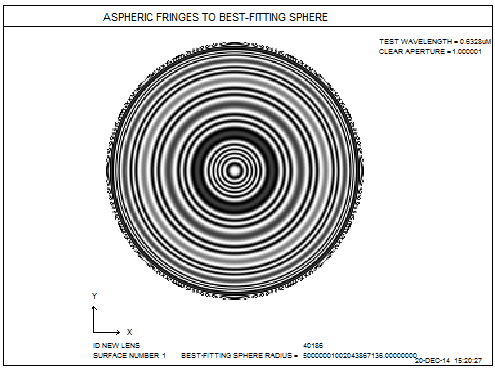 ASPHERIC FRINGES TO BEST-FITTING SPHERE
TEST WAVELENGTH = 0.6328uM
CLEAR APERTURE = 1.000001
Y
X
ID NEW LENS 40186
SURFACE NUMBER 1 BEST-FITTING SPHERE RADIUS = 50000001002043867136.00000000
20-DEC-14 15:20:27